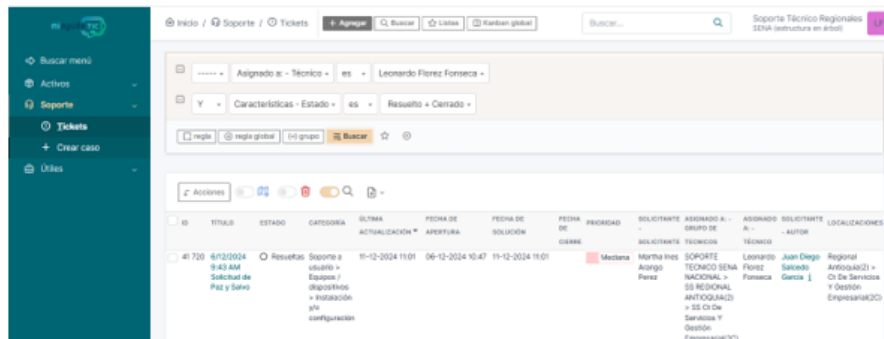 Inicio / Soporte / Tickets
+ Agregar
Buscar
Listas
Kanban global
Buscar...
Soporte Técnico Regionales
SENA (estructura en árbol)
Buscar menú
Activos
Soporte
Tickets
+ Crear caso
Útiles
----- Asignado a: - Técnico es Leonardo Florez Fonseca
Y Características - Estado es Resuelto + Cerrado
regla
regla global
(+) grupo
Buscar
Acciones
ID TÍTULO ESTADO CATEGORÍA ÚLTIMA ACTUALIZACIÓN FECHA DE APERTURA FECHA DE SOLUCIÓN FECHA DE CIERRE PRIORIDAD SOLICITANTE - SOLICITANTE ASIGNADO A: - GRUPO DE TÉCNICOS ASIGNADO A: - TÉCNICO SOLICITANTE - AUTOR LOCALIZACIONES
41 720
6/12/2024
9:43 AM
Solicitud de
Paz y Salvo
Resueltas
Soporte a
usuario >
Equipos /
dispositivos
> Instalación
y/o
configuración
11-12-2024 11:01
06-12-2024 10:47
11-12-2024 11:01
Mediana
Martha Ines
Arango
Perez
SOPORTE
TECNICO SENA
NACIONAL >
SS REGIONAL
ANTIOQUIA(2)
> SS Ct De
Servicios Y
Gestión
Empresarial(2C)
Leonardo
Florez
Fonseca
Juan Diego
Salcedo
Garcia i
Regional
Antioquia(2) >
Ct De Servicios
Y Gestión
Empresarial(2C)